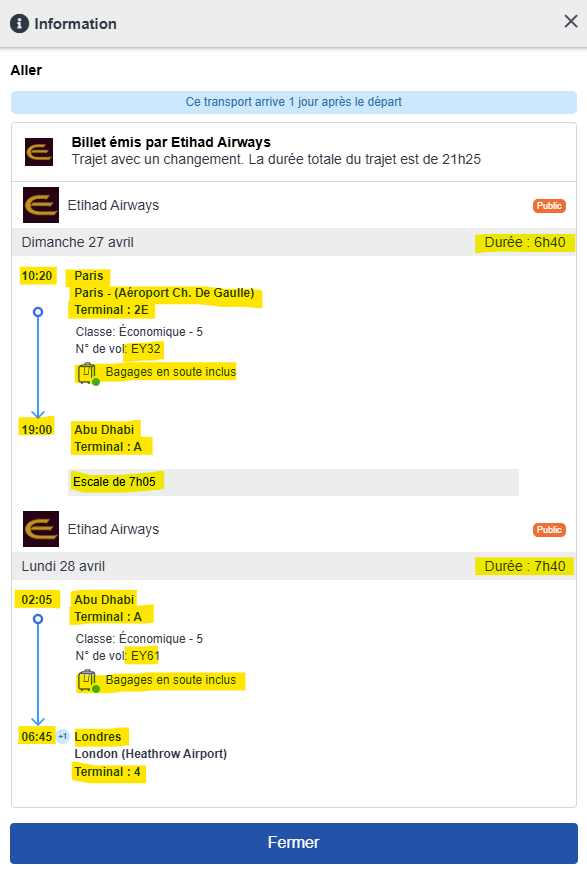 Information
Aller
Ce transport arrive 1 jour après le départ
Billet émis par Etihad Airways
Trajet avec un changement. La durée totale du trajet est de 21h25
Etihad Airways
Public
Dimanche 27 avril
Durée : 6h40
10:20
Paris
Paris - (Aéroport Ch. De Gaulle)
Terminal : 2E
Classe: Économique - 5
N° de vol: EY32
Bagages en soute inclus
19:00
Abu Dhabi
Terminal : A
Escale de 7h05
Etihad Airways
Public
Lundi 28 avril
Durée : 7h40
02:05
Abu Dhabi
Terminal : A
Classe: Économique - 5
N° de vol: EY61
Bagages en soute inclus
06:45 +1
Londres
London (Heathrow Airport)
Terminal : 4
Fermer